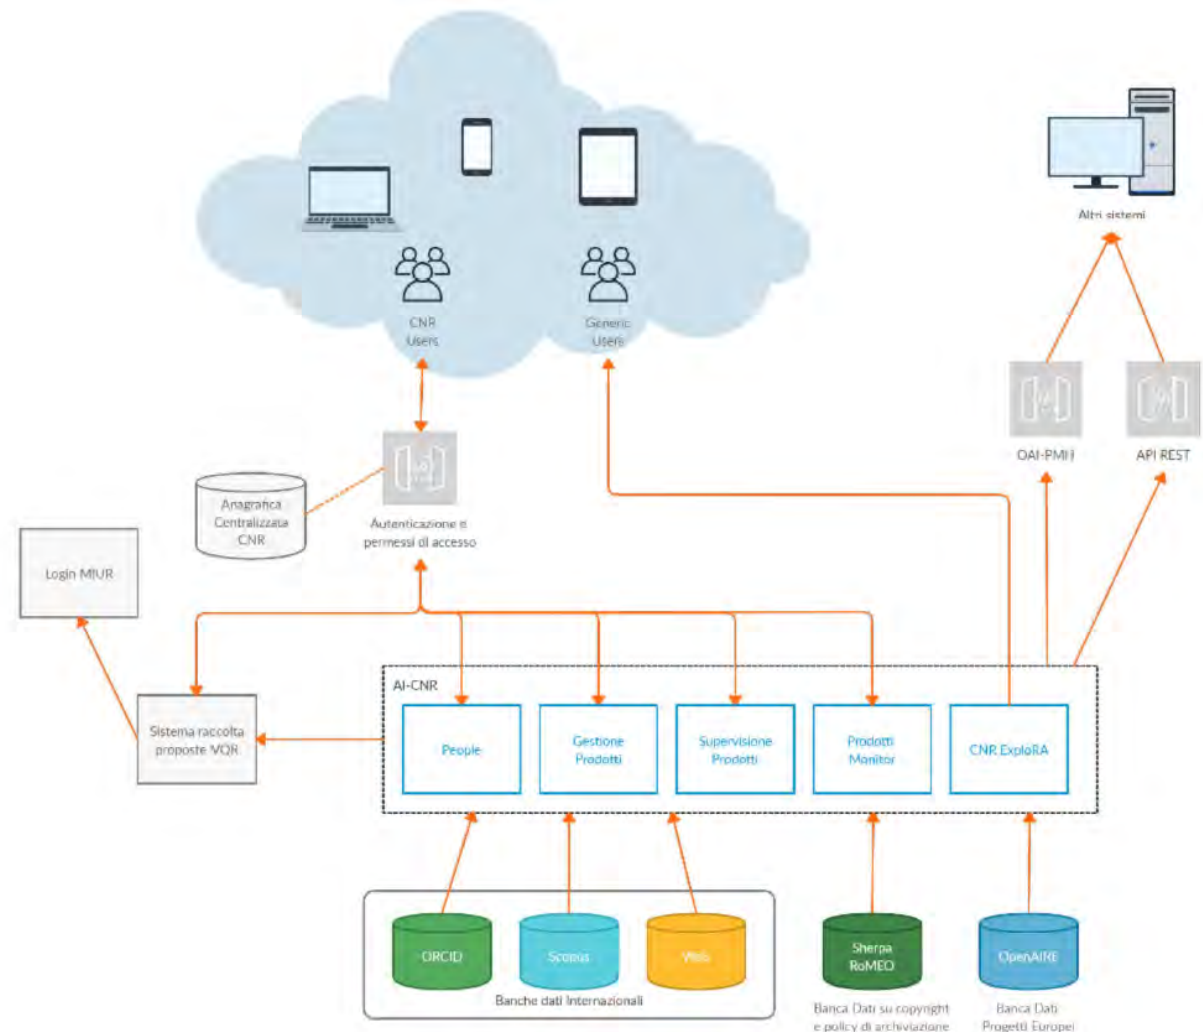 Altri sistemi
CNR
Users
Generic
Users
OAI-PMH
API REST
Anagrafica
Centralizzata
CNR
Autenticazione e
permessi di accesso
Login MIUR
AI-CNR
Sistema raccolta
proposte VQR
People
Gestione
Prodotti
Supervisione
Prodotti
Prodotti
Monitor
CNR ExploRA
ORCID
Scopus
WoS
Sherpa
RoMEO
OpenAIRE
Banche dati Internazionali
Banca Dati su copyright
e policy di archiviazione
Banca Dati
Progetti Europei